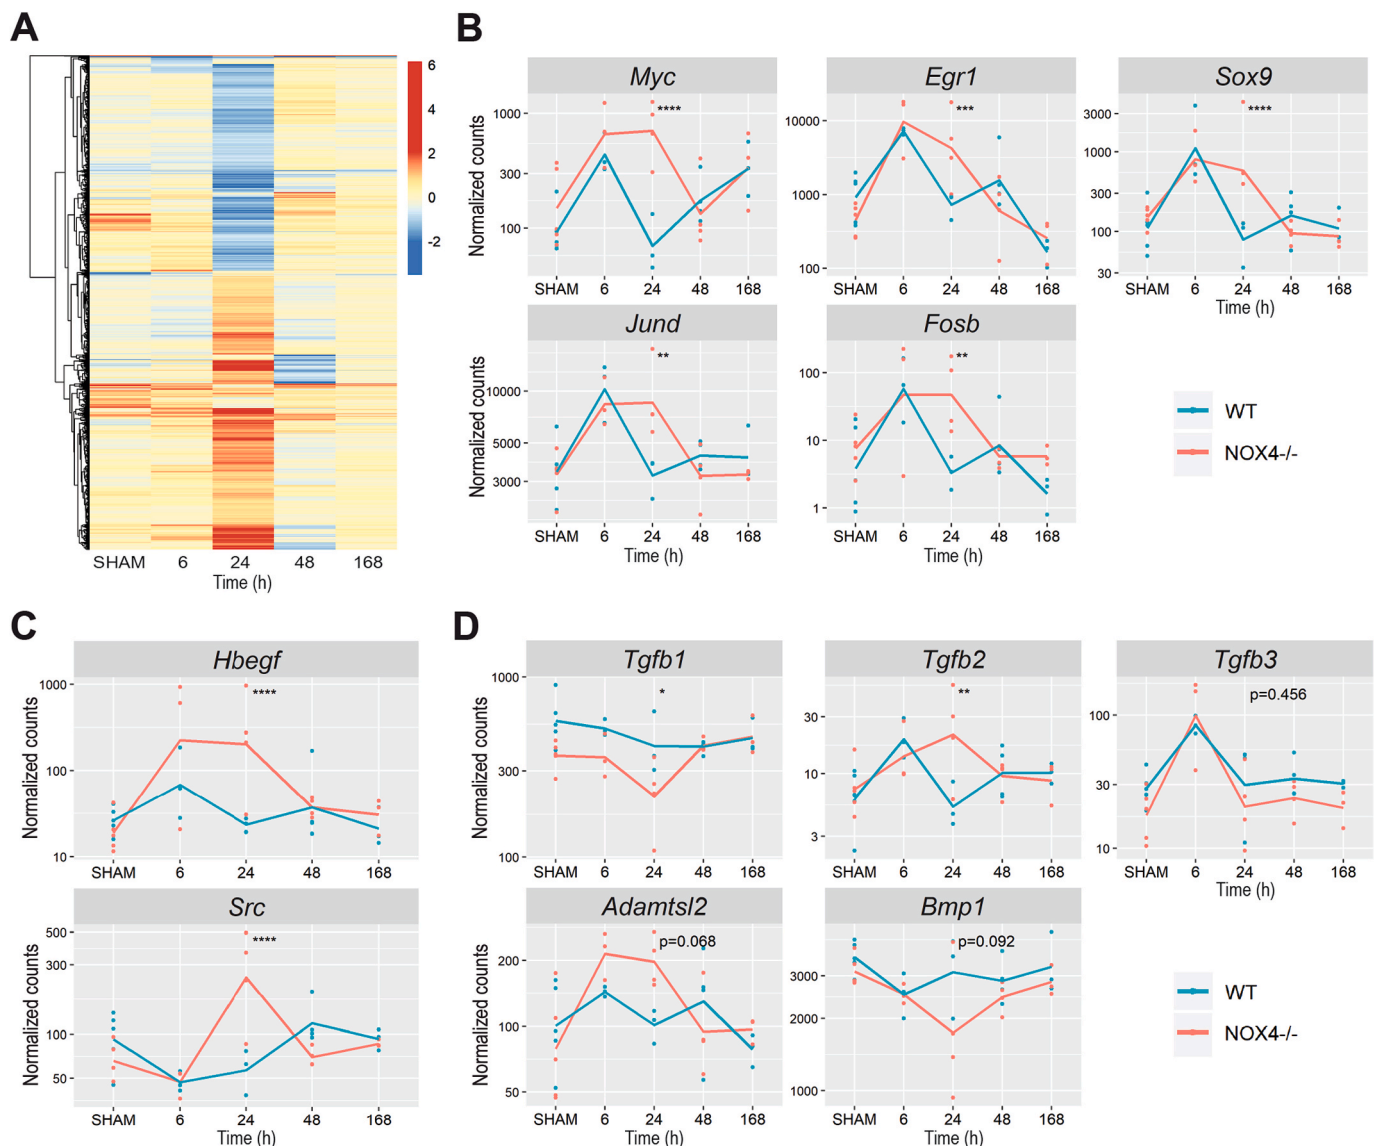 A
6
4
2
0
-2
SHAM 6 24 48 168
Time (h)
B
Myc
Normalized counts
1000
300
100
****
SHAM 6 24 48 168
Egr1
10000
1000
100
***
SHAM 6 24 48 168
Sox9
3000
1000
300
100
30
****
SHAM 6 24 48 168
Time (h)
Jund
Normalized counts
10000
5000
3000
**
SHAM 6 24 48 168
Time (h)
Fosb
100
10
1
**
SHAM 6 24 48 168
Time (h)
WT
NOX4-/-
C
Hbegf
Normalized counts
1000
100
10
****
SHAM 6 24 48 168
Src
Normalized counts
500
300
100
50
****
SHAM 6 24 48 168
Time (h)
D
Tgfb1
Normalized counts
1000
300
100
*
SHAM 6 24 48 168
Tgfb2
30
10
3
**
SHAM 6 24 48 168
Tgfb3
100
30
10
p=0.456
SHAM 6 24 48 168
Time (h)
Adamtsl2
Normalized counts
200
100
50
p=0.068
SHAM 6 24 48 168
Time (h)
Bmp1
3000
2000
1000
p=0.092
SHAM 6 24 48 168
Time (h)
WT
NOX4-/-